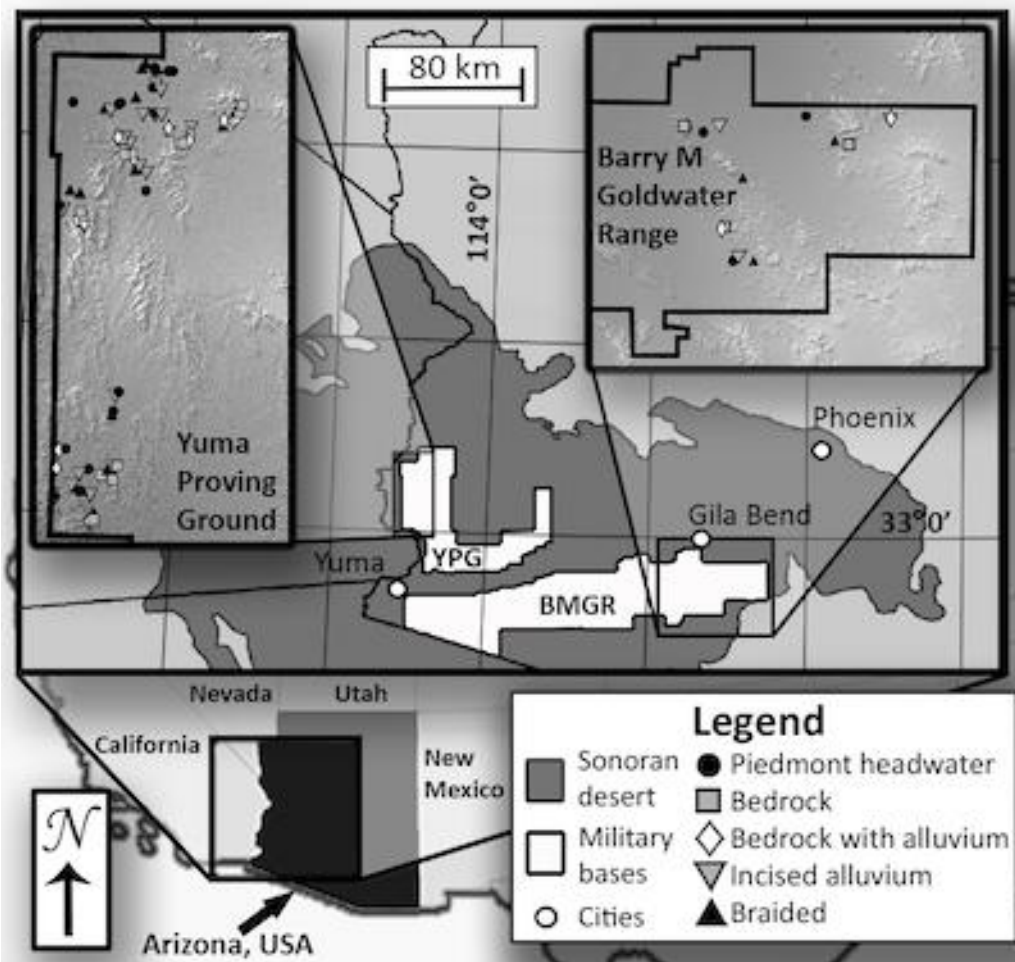 80 km
114°0'
Barry M
Goldwater
Range
Yuma
Proving
Ground
Phoenix
Gila Bend
33°0'
YPG
Yuma
BMGR
Nevada
Utah
California
New
Mexico
N
Arizona, USA
Legend
Sonoran
desert
Military
bases
Cities
Piedmont headwater
Bedrock
Bedrock with alluvium
Incised alluvium
Braided